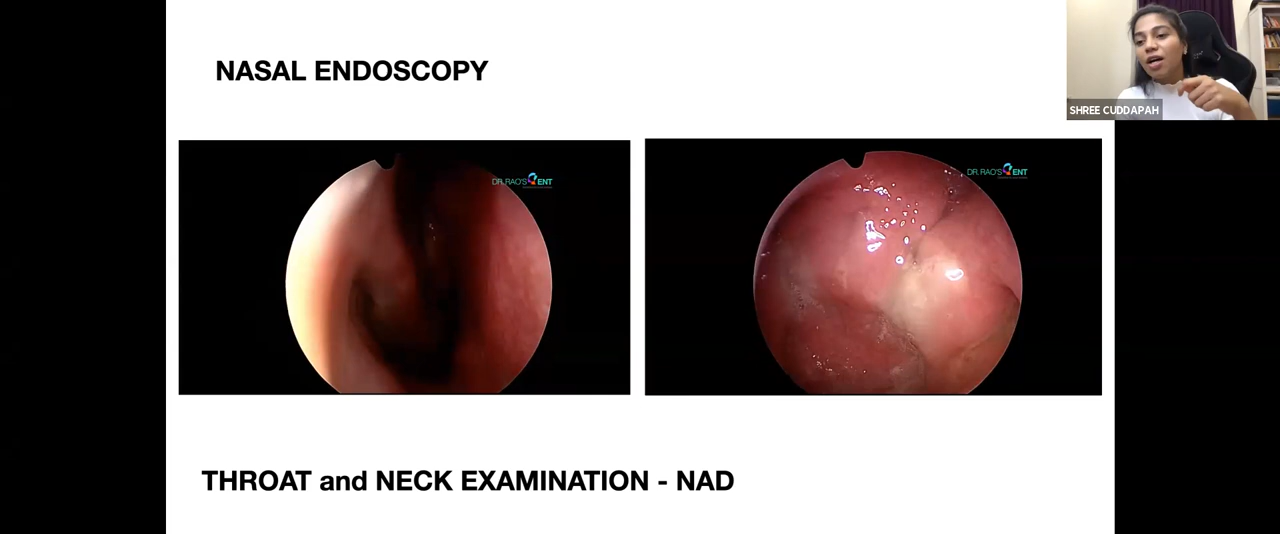 NASAL ENDOSCOPY
SHREE CUDDAPAH
DR.RAO'S ENT
DR.RAO'S ENT
THROAT and NECK EXAMINATION - NAD